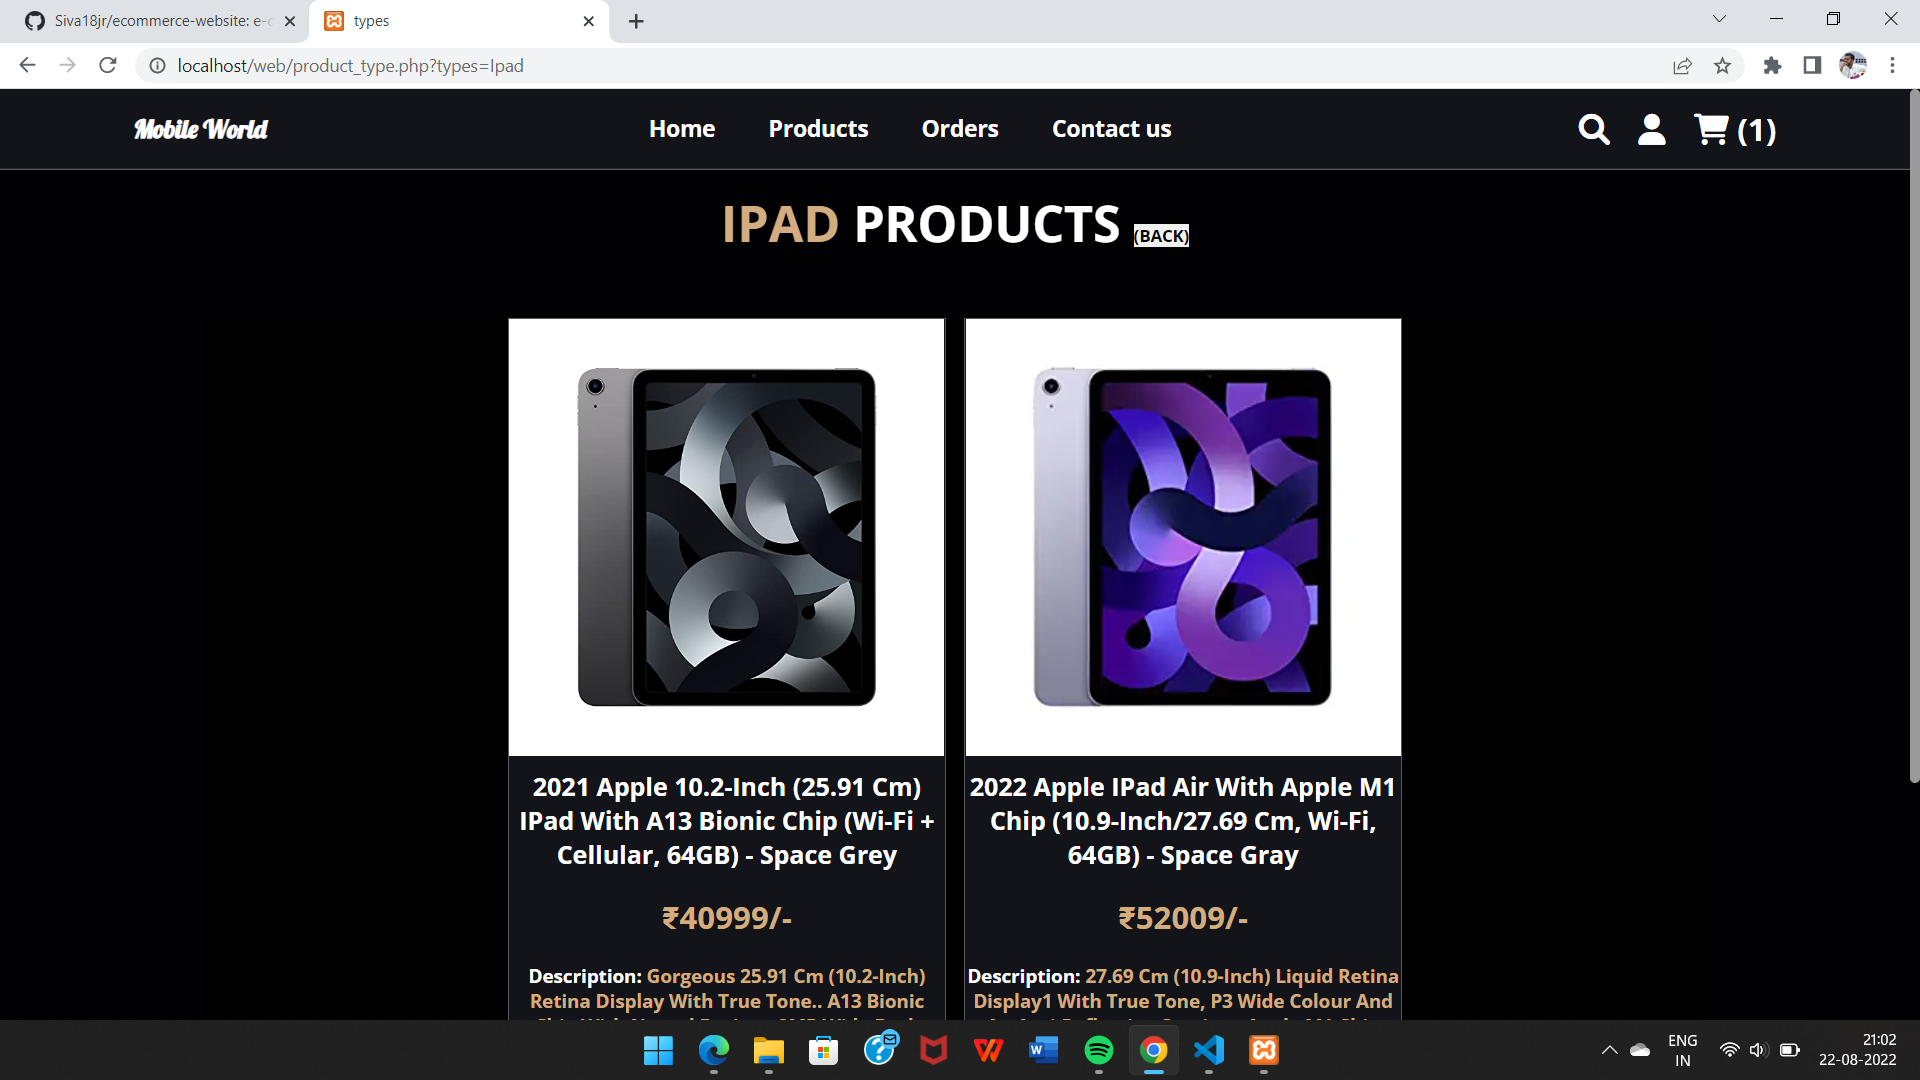 Siva18jr/ecommerce-website: e-c
types
localhost/web/product_type.php?types=Ipad
Mobile World
Home
Products
Orders
Contact us
(1)
IPAD PRODUCTS (BACK)
2021 Apple 10.2-Inch (25.91 Cm)
IPad With A13 Bionic Chip (Wi-Fi +
Cellular, 64GB) - Space Grey
₹40999/-
Description: Gorgeous 25.91 Cm (10.2-Inch)
Retina Display With True Tone.. A13 Bionic
2022 Apple IPad Air With Apple M1
Chip (10.9-Inch/27.69 Cm, Wi-Fi,
64GB) - Space Gray
₹52009/-
Description: 27.69 Cm (10.9-Inch) Liquid Retina
Display1 With True Tone, P3 Wide Colour And
ENG
IN
21:02
22-08-2022